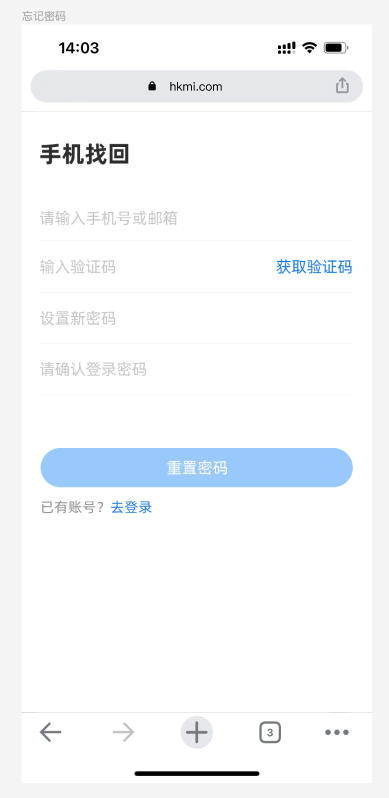 忘记密码
14:03
hkmi.com
手机找回
请输入手机号或邮箱
输入验证码 获取验证码
设置新密码
请确认登录密码
重置密码
已有账号？去登录
3